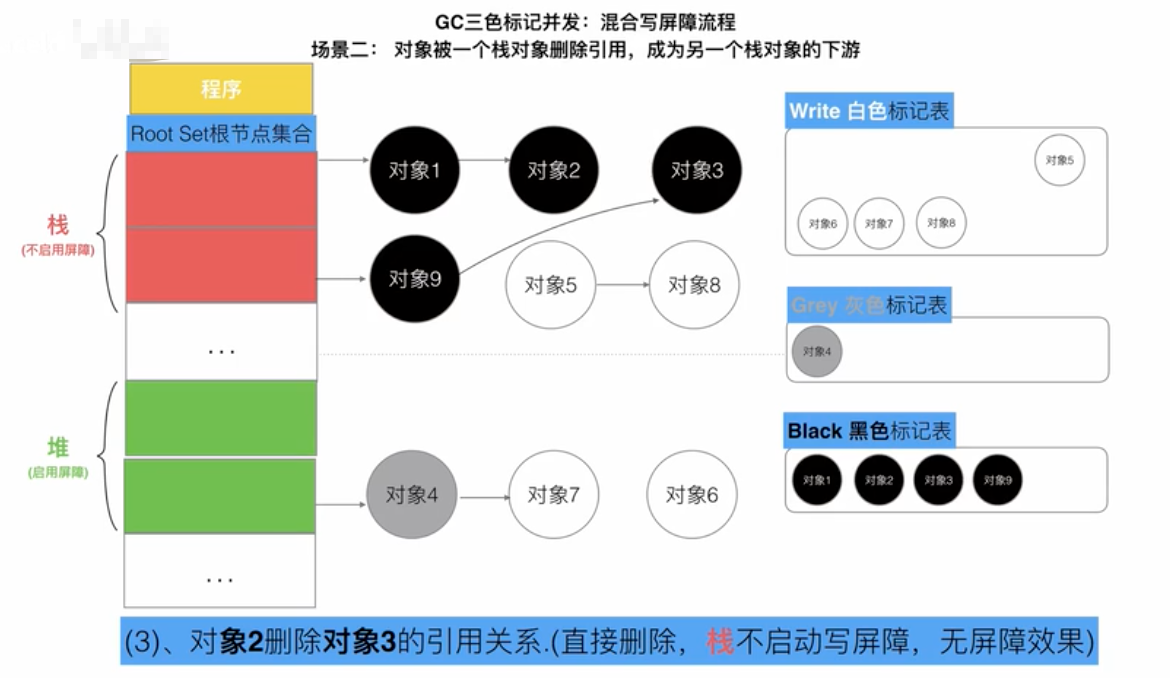 GC三色标记并发：混合写屏障流程
场景二： 对象被一个栈对象删除引用，成为另一个栈对象的下游
程序
Root Set根节点集合
栈
(不启用屏障)
...
堆
(启用屏障)
...
对象1
对象2
对象3
对象9
对象5
对象8
对象4
对象7
对象6
Write 白色标记表
对象5
对象6
对象7
对象8
Grey 灰色标记表
对象4
Black 黑色标记表
对象1
对象2
对象3
对象9
(3)、对象2删除对象3的引用关系.(直接删除，栈不启动写屏障，无屏障效果)